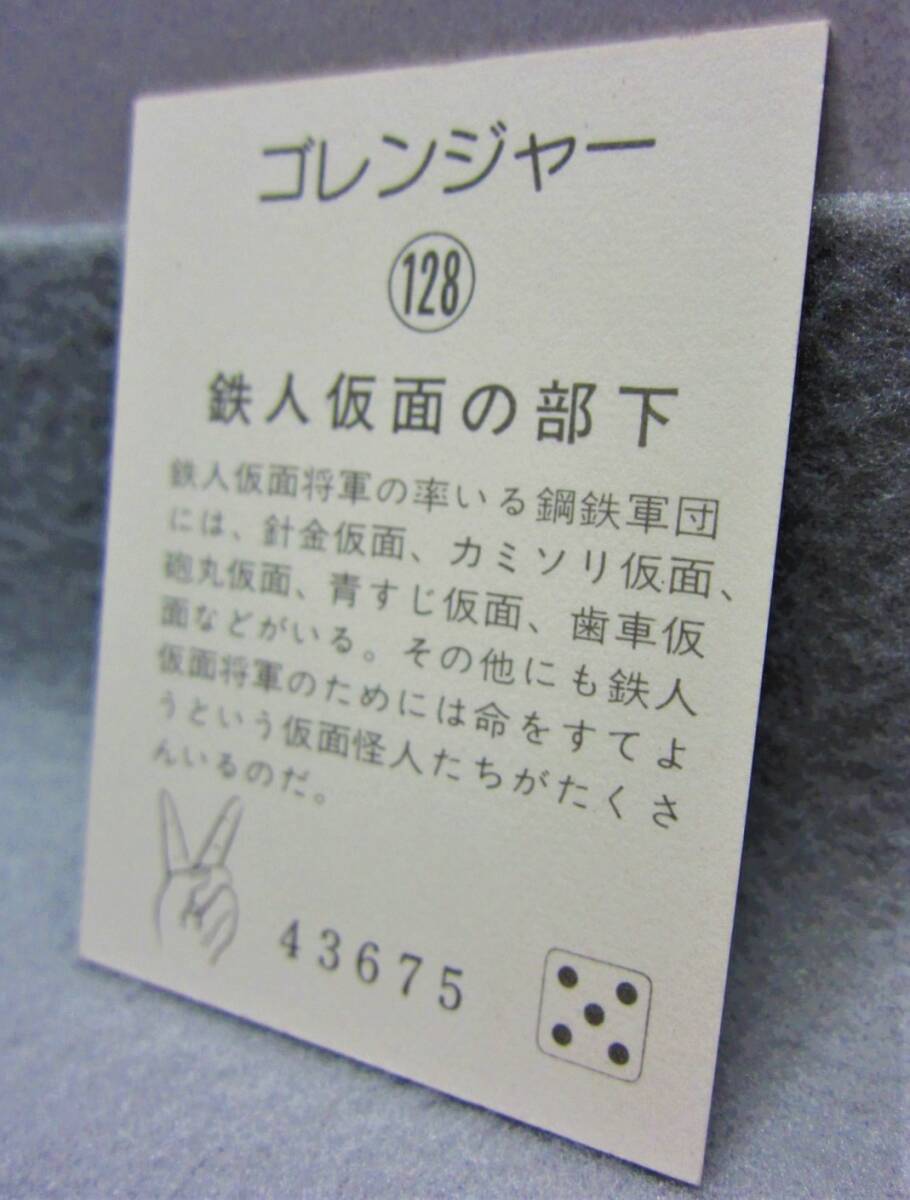 ゴレンジャー
128
鉄人仮面の部下
鉄人仮面将軍の率いる鋼鉄軍団
には、針金仮面、カミソリ仮面、
砲丸仮面、青すじ仮面、歯車仮
面などがいる。その他にも鉄人
仮面将軍のためには命をすてよ
うという仮面怪人たちがたくさ
んいるのだ。
43675